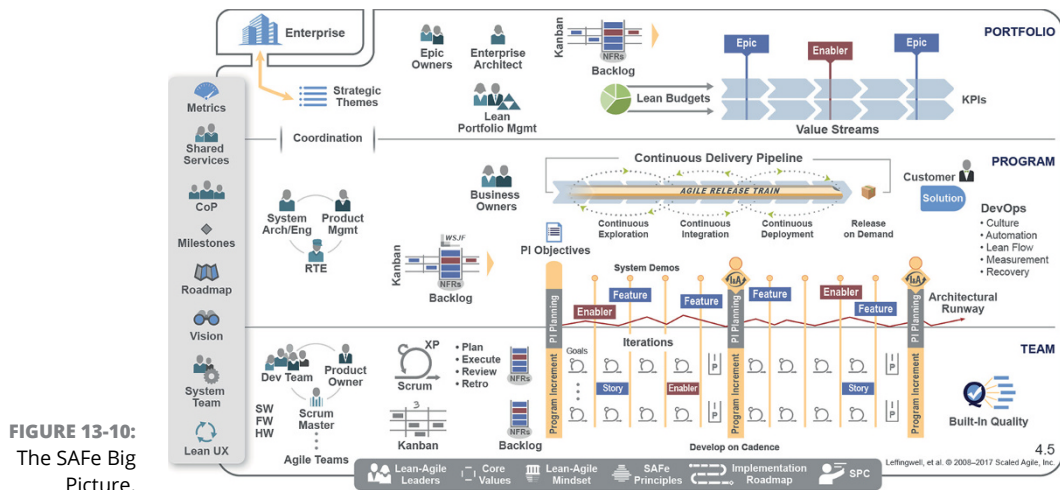 Enterprise
Strategic
Themes
Epic
Owners
Enterprise
Architect
Lean
Portfolio Mgmt
Kanban
NFRs
Backlog
Lean Budgets
Epic
Enabler
Epic
KPIs
Value Streams
PORTFOLIO
Metrics
Shared
Services
CoP
Milestones
Roadmap
Vision
System
Team
Lean UX
Coordination
System
Arch/Eng
Product
Mgmt
RTE
Business
Owners
Kanban
WSJF
NFRs
Backlog
Continuous Delivery Pipeline
AGILE RELEASE TRAIN
Continuous
Exploration
Continuous
Integration
Continuous
Deployment
Release
on Demand
PROGRAM
Customer
Solution
DevOps
• Culture
• Automation
• Lean Flow
• Measurement
• Recovery
PI Objectives
System Demos
PI Planning
Enabler
Feature
Feature
I&A
PI Planning
Feature
Enabler
Feature
I&A
PI Planning
Architectural
Runway
TEAM
Dev Team
Product
Owner
SW
FW
HW
Scrum
Master
Agile Teams
XP
Scrum
• Plan
• Execute
• Review
• Retro
3
Kanban
NFRs
NFRs
Backlog
Program Increment
Goals
Iterations
Story
Enabler
I P
I P
Program Increment
Story
I P
I P
Program Increment
Develop on Cadence
Built-In Quality
4.5
Leffingwell, et al. © 2008–2017 Scaled Agile, Inc.
Lean-Agile
Leaders
Core
Values
Lean-Agile
Mindset
SAFe
Principles
Implementation
Roadmap
SPC
FIGURE 13-10:
The SAFe Big
Picture.